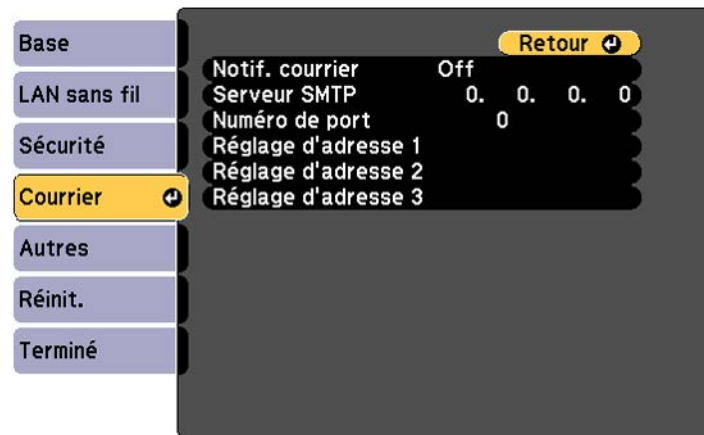 Base
LAN sans fil
Sécurité
Courrier
Autres
Réinit.
Terminé
Retour
Notif. courrier Off
Serveur SMTP 0. 0. 0. 0
Numéro de port 0
Réglage d'adresse 1
Réglage d'adresse 2
Réglage d'adresse 3